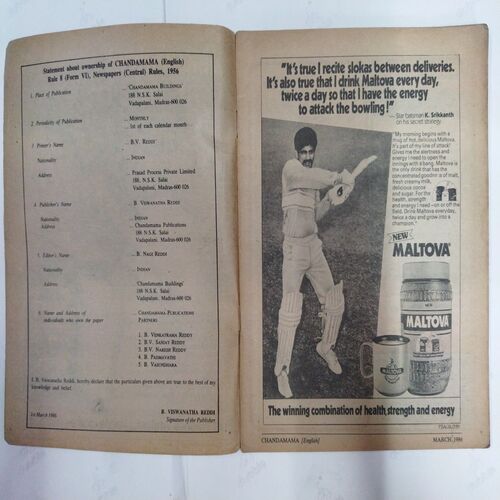 Statement about ownership of CHANDAMAMA (English)
Rule 8 (Form VI), Newspapers (Central) Rules, 1956
1. Place of Publication ... 'CHANDAMAMA BUILDINGS'
188 N.S.K. Salai
Vadapalani, Madras-600 026
2. Periodicity of Publication ... MONTHLY
1st of each calendar month
3. Printer's Name ... B.V. REDDY
Nationality ... INDIAN
Address ... Prasad Process Private Limited
188 N.S.K. Salai
Vadapalani, Madras-600 026
4. Publisher's Name ... B. VISWANATHA REDDI
Nationality ... INDIAN
Address ... Chandamama Publications
188 N.S.K. Salai
Vadapalani, Madras-600 026
5. Editor's Name ... B. NAGI REDDI
Nationality ... INDIAN
Address ... 'Chandamama Buildings'
188 N.S.K. Salai
Vadapalani, Madras-600 026
6. Name and Address of ... CHANDAMAMA PUBLICATIONS
individuals who own the paper PARTNERS
1. B. VENKATRAMA REDDY
2. B.V. SANJAY REDDY
3. B.V. NARESH REDDY
4. B. PADMAVATHI
5. B. VASUNDHARA
I, B. Viswanatha Reddi, hereby declare that the particulars given above are true to the best of my
knowledge and belief.
1st March 1986
B. VISWANATHA REDDI
Signature of the Publisher
"It's true I recite slokas between deliveries.
It's also true that I drink Maltova every day,
twice a day so that I have the energy
to attack the bowling!"
— Star batsman K. Srikkanth
on his secret strategy.
"My morning begins with a
mug of hot, delicious Maltova.
It's part of my line of attack!
Gives me the alertness and
energy I need to open the
innings with a bang. Maltova is
the only drink that has the
concentrated goodness of malt,
fresh creamy milk,
delicious cocoa
and sugar. For the
health, strength
and energy I need – on or off the
field. Drink Maltova everyday,
twice a day and grow into a
champion."
NEW
MALTOVA
MALTOVA
MALTOVA
The winning combination of health, strength and energy
CHANDAMAMA [English]
MARCH, 1986